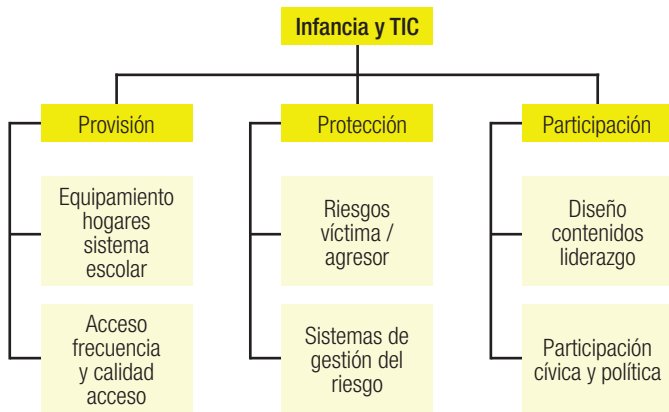 Infancia y TIC
Provisión
Protección
Participación
Equipamiento
hogares
sistema
escolar
Riesgos
víctima /
agresor
Diseño
contenidos
liderazgo
Acceso
frecuencia
y calidad
acceso
Sistemas de
gestión del
riesgo
Participación
cívica y política